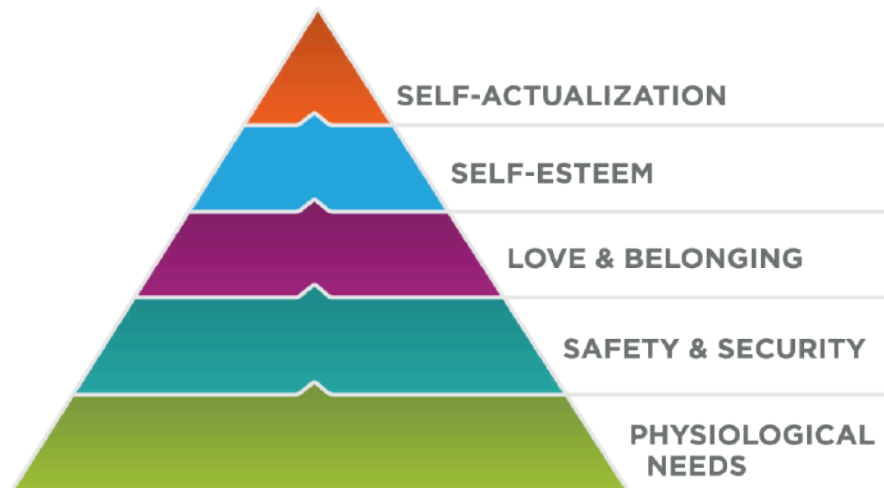 SELF-ACTUALIZATION
SELF-ESTEEM
LOVE & BELONGING
SAFETY & SECURITY
PHYSIOLOGICAL
NEEDS